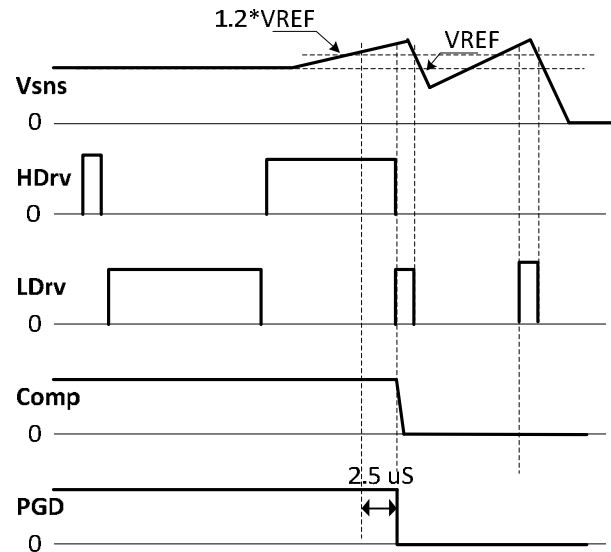 1.2*VREF
VREF
Vsns
0
HDrv
0
LDrv
0
Comp
0
2.5 uS
PGD
0